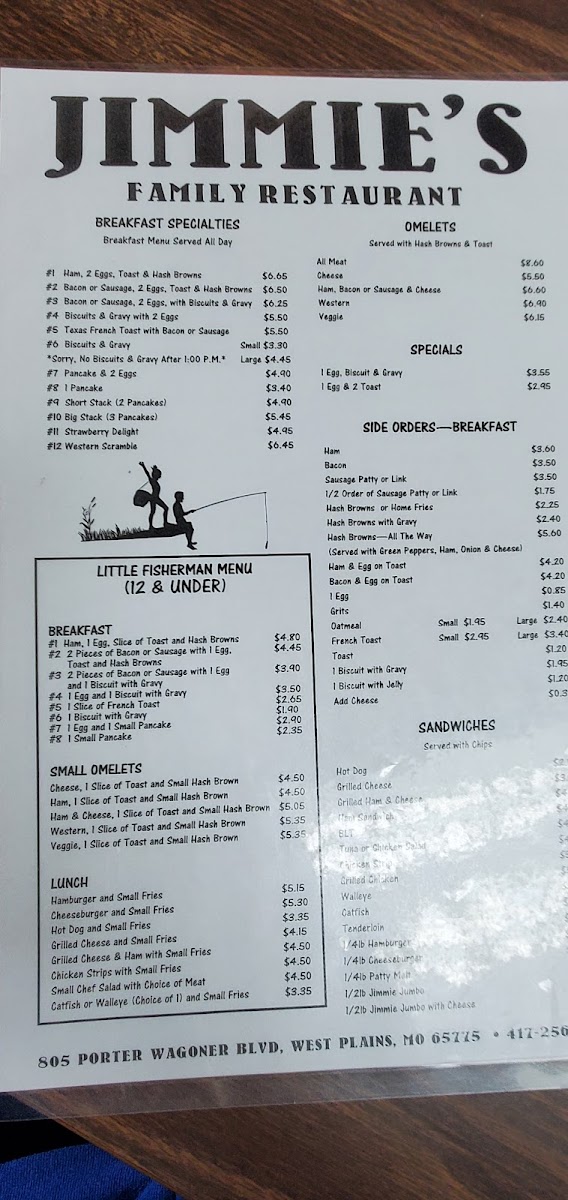 JIMMIE'S
FAMILY RESTAURANT
BREAKFAST SPECIALTIES
Breakfast Menu Served All Day
#1 Ham, 2 Eggs, Toast & Hash Browns $6.65
#2 Bacon or Sausage, 2 Eggs, Toast & Hash Browns $6.50
#3 Bacon or Sausage, 2 Eggs, with Biscuits & Gravy $6.25
#4 Biscuits & Gravy with 2 Eggs $5.50
#5 Texas French Toast with Bacon or Sausage $5.50
#6 Biscuits & Gravy Small $3.30
*Sorry, No Biscuits & Gravy After 1:00 P.M.* Large $4.45
#7 Pancake & 2 Eggs $4.90
#8 1 Pancake $3.40
#9 Short Stack (2 Pancakes) $4.90
#10 Big Stack (3 Pancakes) $5.45
#11 Strawberry Delight $4.95
#12 Western Scramble $6.45
LITTLE FISHERMAN MENU
(12 & UNDER)
BREAKFAST
#1 Ham, 1 Egg, Slice of Toast and Hash Browns $4.80
#2 2 Pieces of Bacon or Sausage with 1 Egg, $4.45
Toast and Hash Browns
#3 2 Pieces of Bacon or Sausage with 1 Egg $3.90
and 1 Biscuit with Gravy
#4 1 Egg and 1 Biscuit with Gravy $3.50
#5 1 Slice of French Toast $2.65
#6 1 Biscuit with Gravy $1.90
#7 1 Egg and 1 Small Pancake $2.90
#8 1 Small Pancake $2.35
SMALL OMELETS
Cheese, 1 Slice of Toast and Small Hash Brown $4.50
Ham, 1 Slice of Toast and Small Hash Brown $4.50
Ham & Cheese, 1 Slice of Toast and Small Hash Brown $5.05
Western, 1 Slice of Toast and Small Hash Brown $5.35
Veggie, 1 Slice of Toast and Small Hash Brown $5.35
LUNCH
Hamburger and Small Fries $5.15
Cheeseburger and Small Fries $5.30
Hot Dog and Small Fries $3.35
Grilled Cheese and Small Fries $4.15
Grilled Cheese & Ham with Small Fries $4.50
Chicken Strips with Small Fries $4.50
Small Chef Salad with Choice of Meat $4.50
Catfish or Walleye (Choice of 1) and Small Fries $3.35
OMELETS
Served with Hash Browns & Toast
All Meat $8.60
Cheese $5.50
Ham, Bacon or Sausage & Cheese $6.60
Western $6.90
Veggie $6.15
SPECIALS
1 Egg, Biscuit & Gravy $3.55
1 Egg & 2 Toast $2.95
SIDE ORDERS—BREAKFAST
Ham $3.60
Bacon $3.50
Sausage Patty or Link $3.50
1/2 Order of Sausage Patty or Link $1.75
Hash Browns or Home Fries $2.25
Hash Browns with Gravy $2.40
Hash Browns—All The Way $5.60
(Served with Green Peppers, Ham, Onion & Cheese)
Ham & Egg on Toast $4.20
Bacon & Egg on Toast $4.20
1 Egg $0.85
Grits $1.40
Oatmeal Small $1.95 Large $2.40
French Toast Small $2.95 Large $3.40
Toast $1.20
1 Biscuit with Gravy $1.95
1 Biscuit with Jelly $1.20
Add Cheese $0.3
SANDWICHES
Served with Chips
Hot Dog
Grilled Cheese
Grilled Ham & Cheese
Ham Sandwich
BLT
Tuna or Chicken Salad
Chicken Strip
Grilled Chicken
Walleye
Catfish
Tenderloin
1/4lb Hamburger
1/4lb Cheeseburger
1/4lb Patty Melt
1/2lb Jimmie Jumbo
1/2lb Jimmie Jumbo with Cheese
805 PORTER WAGONER BLVD, WEST PLAINS, MO 65775 • 417-256